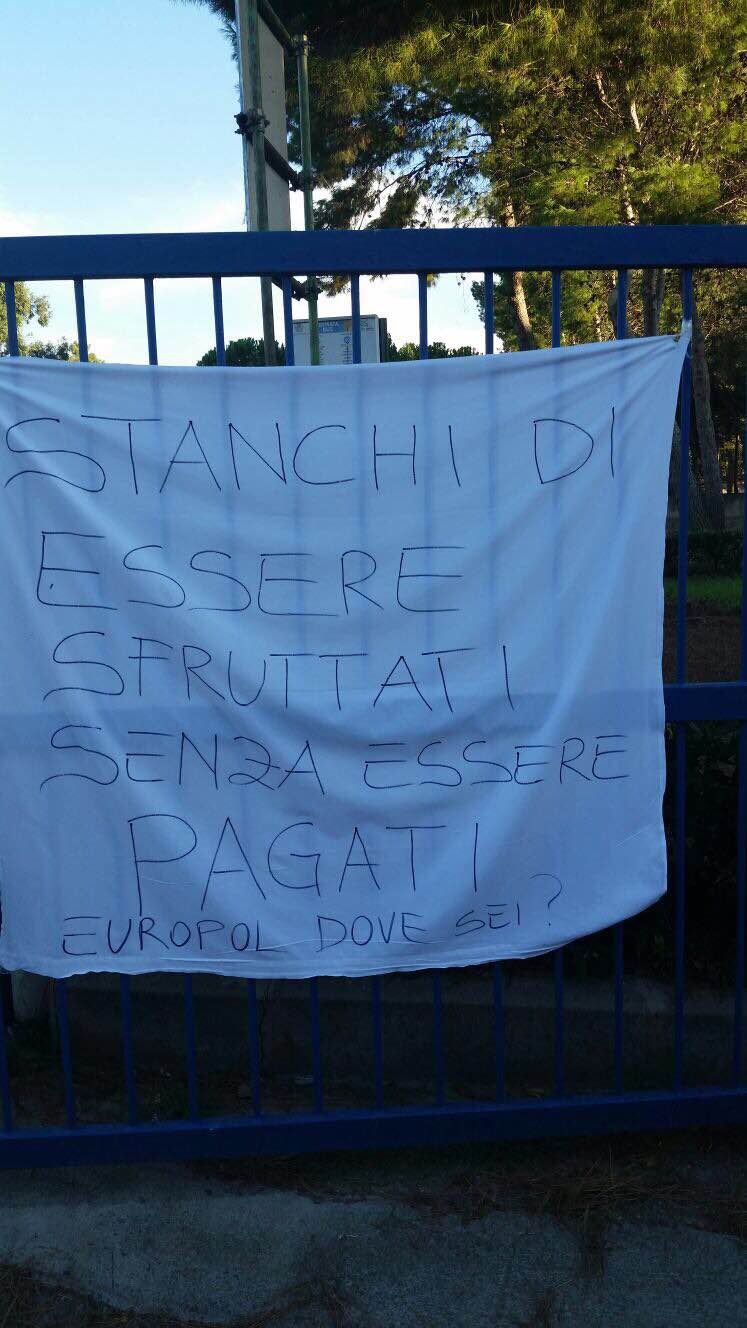 STANCHI DI
ESSERE
SFRUTTATI
SENZA ESSERE
PAGATI
EUROPOL DOVE SEI?